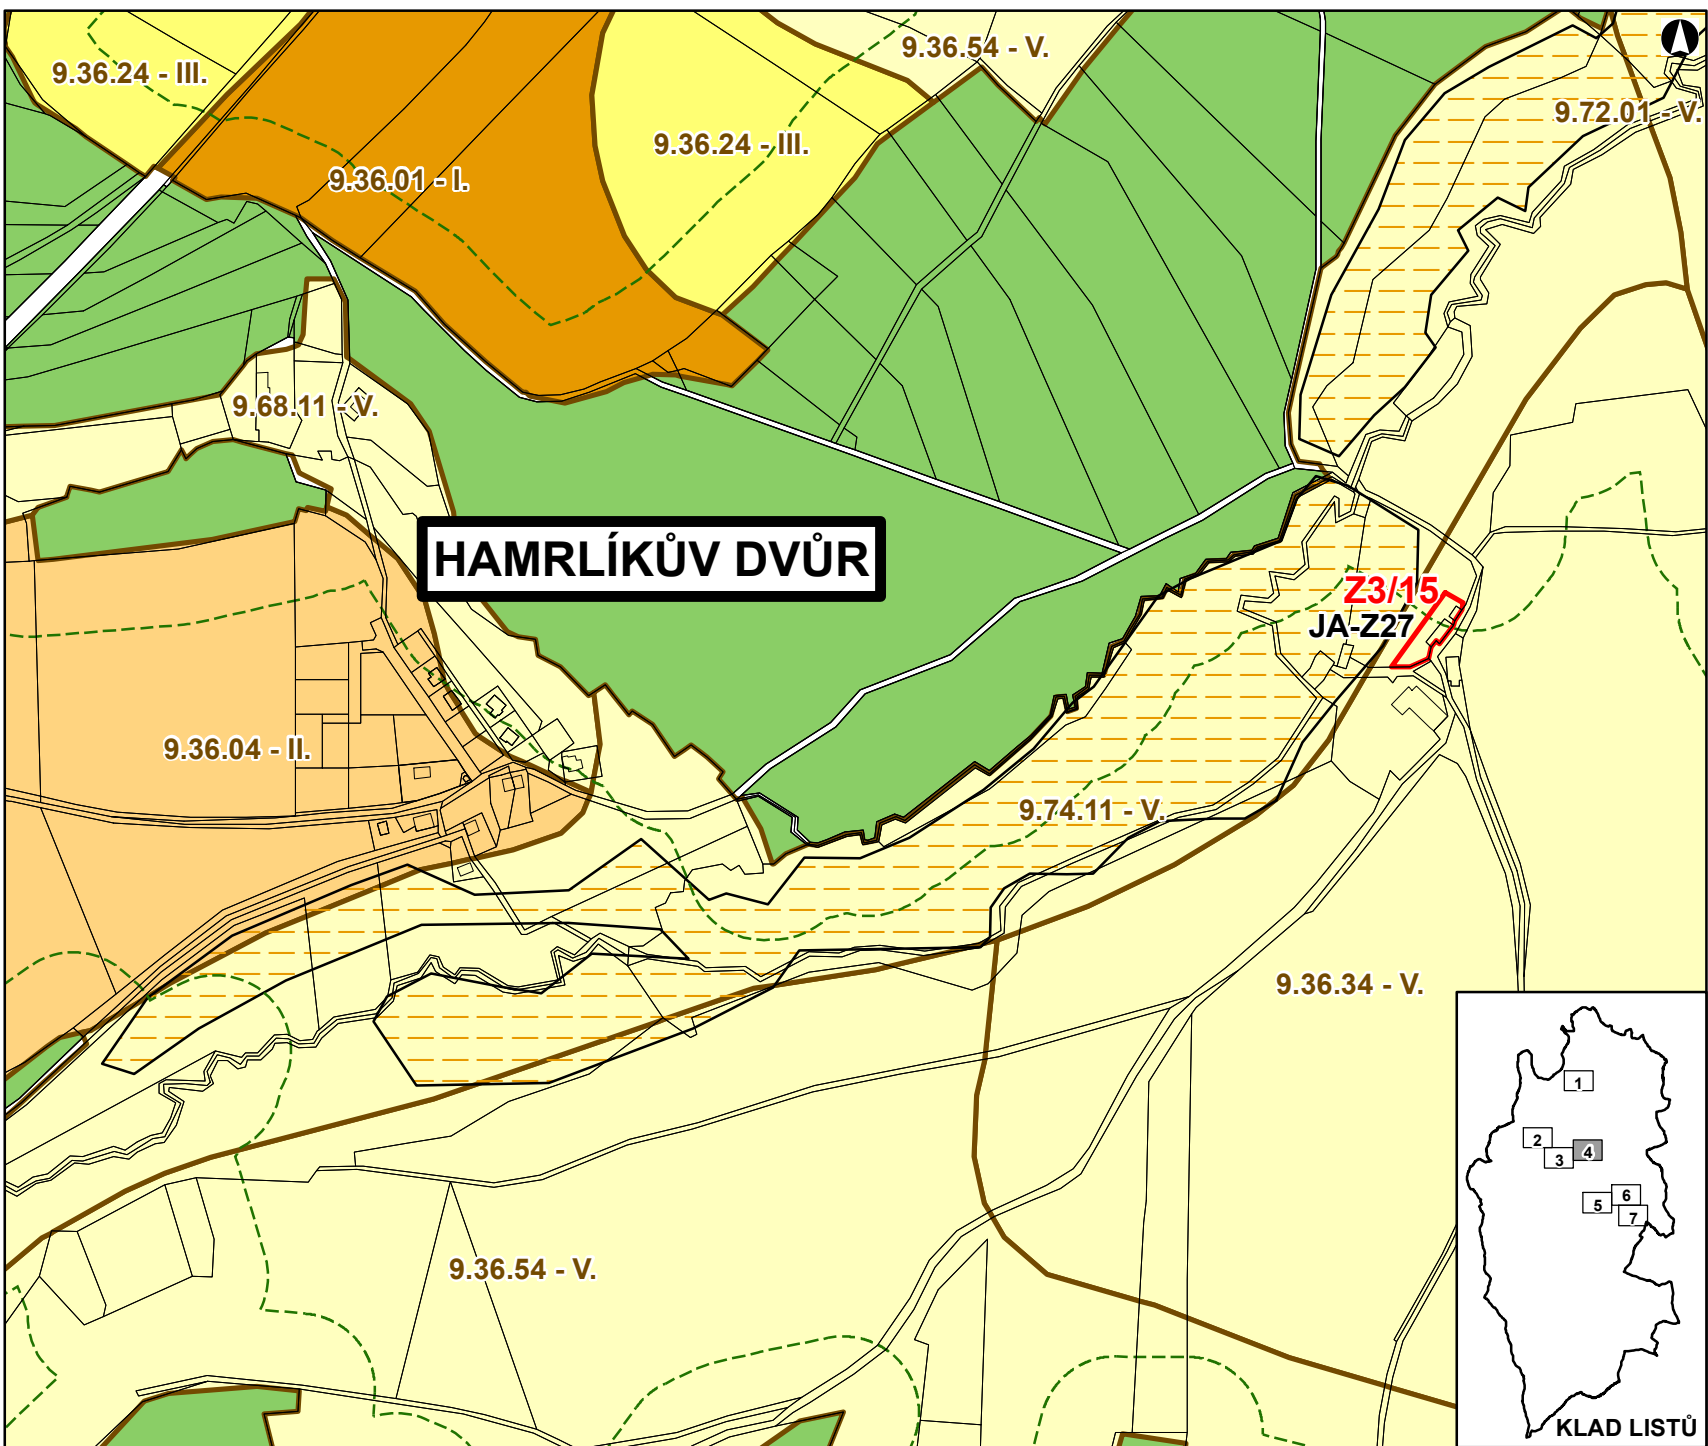 9.36.54 - V.
9.36.24 - III.
9.72.01 - V.
9.36.24 - III.
9.36.01 - I.
9.68.11 - V.
HAMRLÍKŮV DVŮR
Z3/15
JA-Z27
9.36.04 - II.
9.74.11 - V.
9.36.34 - V.
9.36.54 - V.
1
2
3
4
5
6
7
KLAD LISTŮ